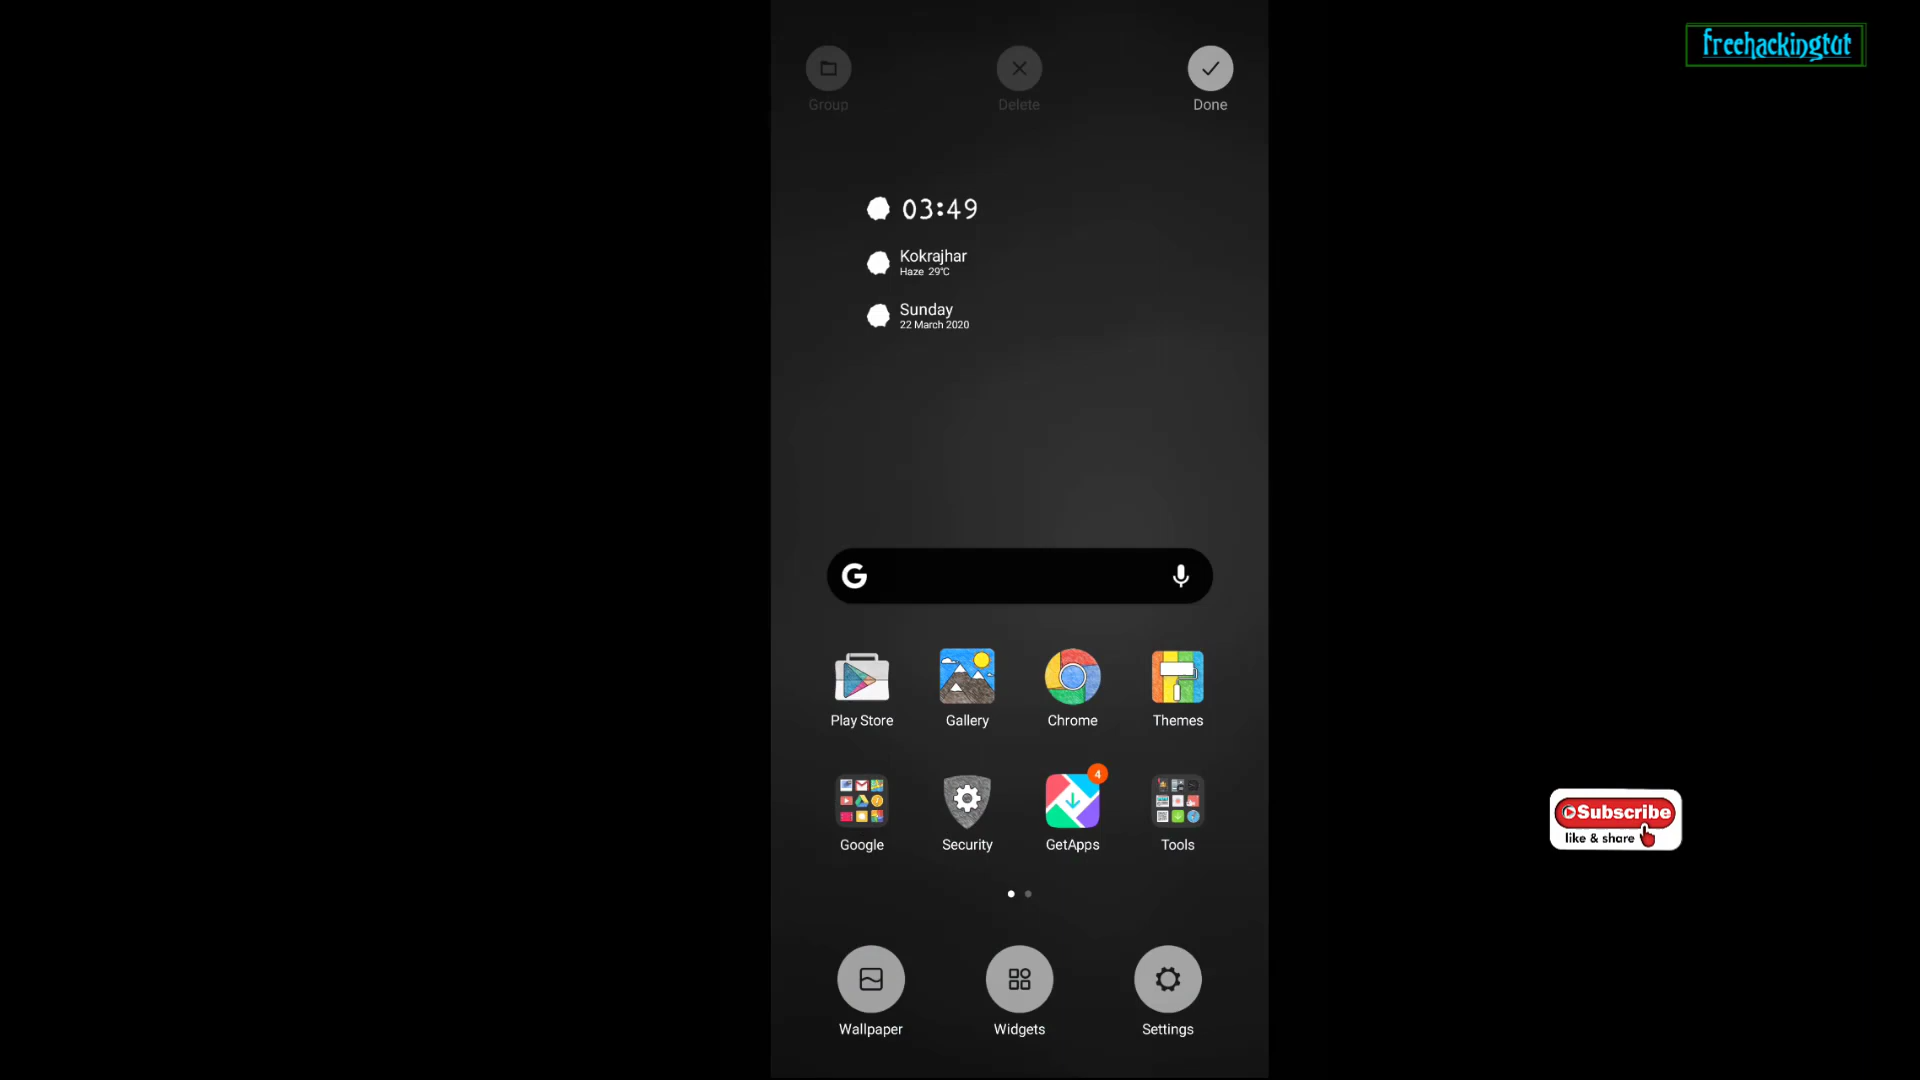 freehackingtut
Group
Delete
Done
03:49
Kokrajhar
Haze 29°C
Sunday
22 March 2020
G
Play Store
Gallery
Chrome
Themes
4
Google
Security
GetApps
Tools
Subscribe
like & share
Wallpaper
Widgets
Settings